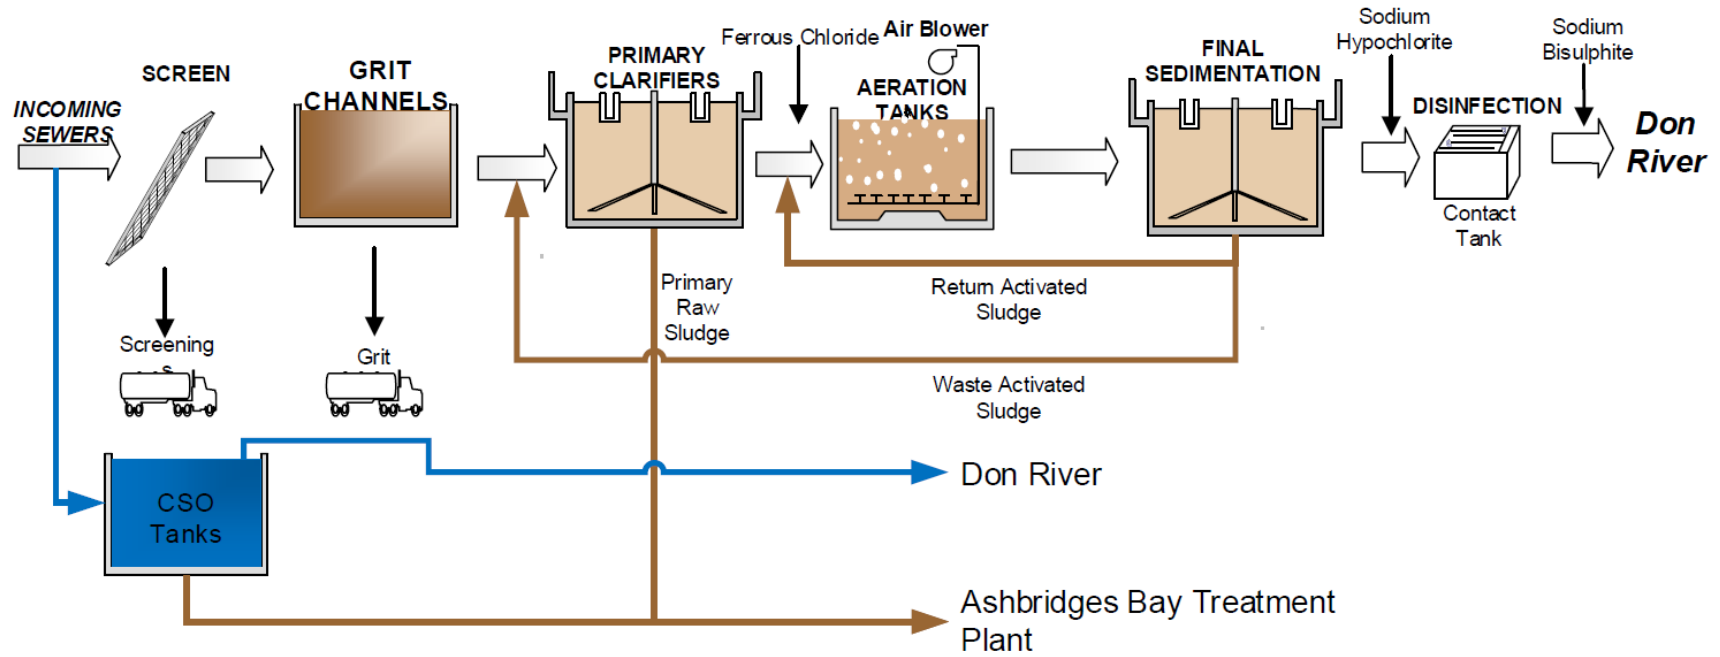 INCOMING
SEWERS
SCREEN
GRIT
CHANNELS
PRIMARY
CLARIFIERS
Ferrous Chloride
Air Blower
AERATION
TANKS
FINAL
SEDIMENTATION
Sodium
Hypochlorite
DISINFECTION
Sodium
Bisulphite
Don
River
Contact
Tank
Screening
s
Grit
Primary
Raw
Sludge
Return Activated
Sludge
Waste Activated
Sludge
CSO
Tanks
Don River
Ashbridges Bay Treatment
Plant